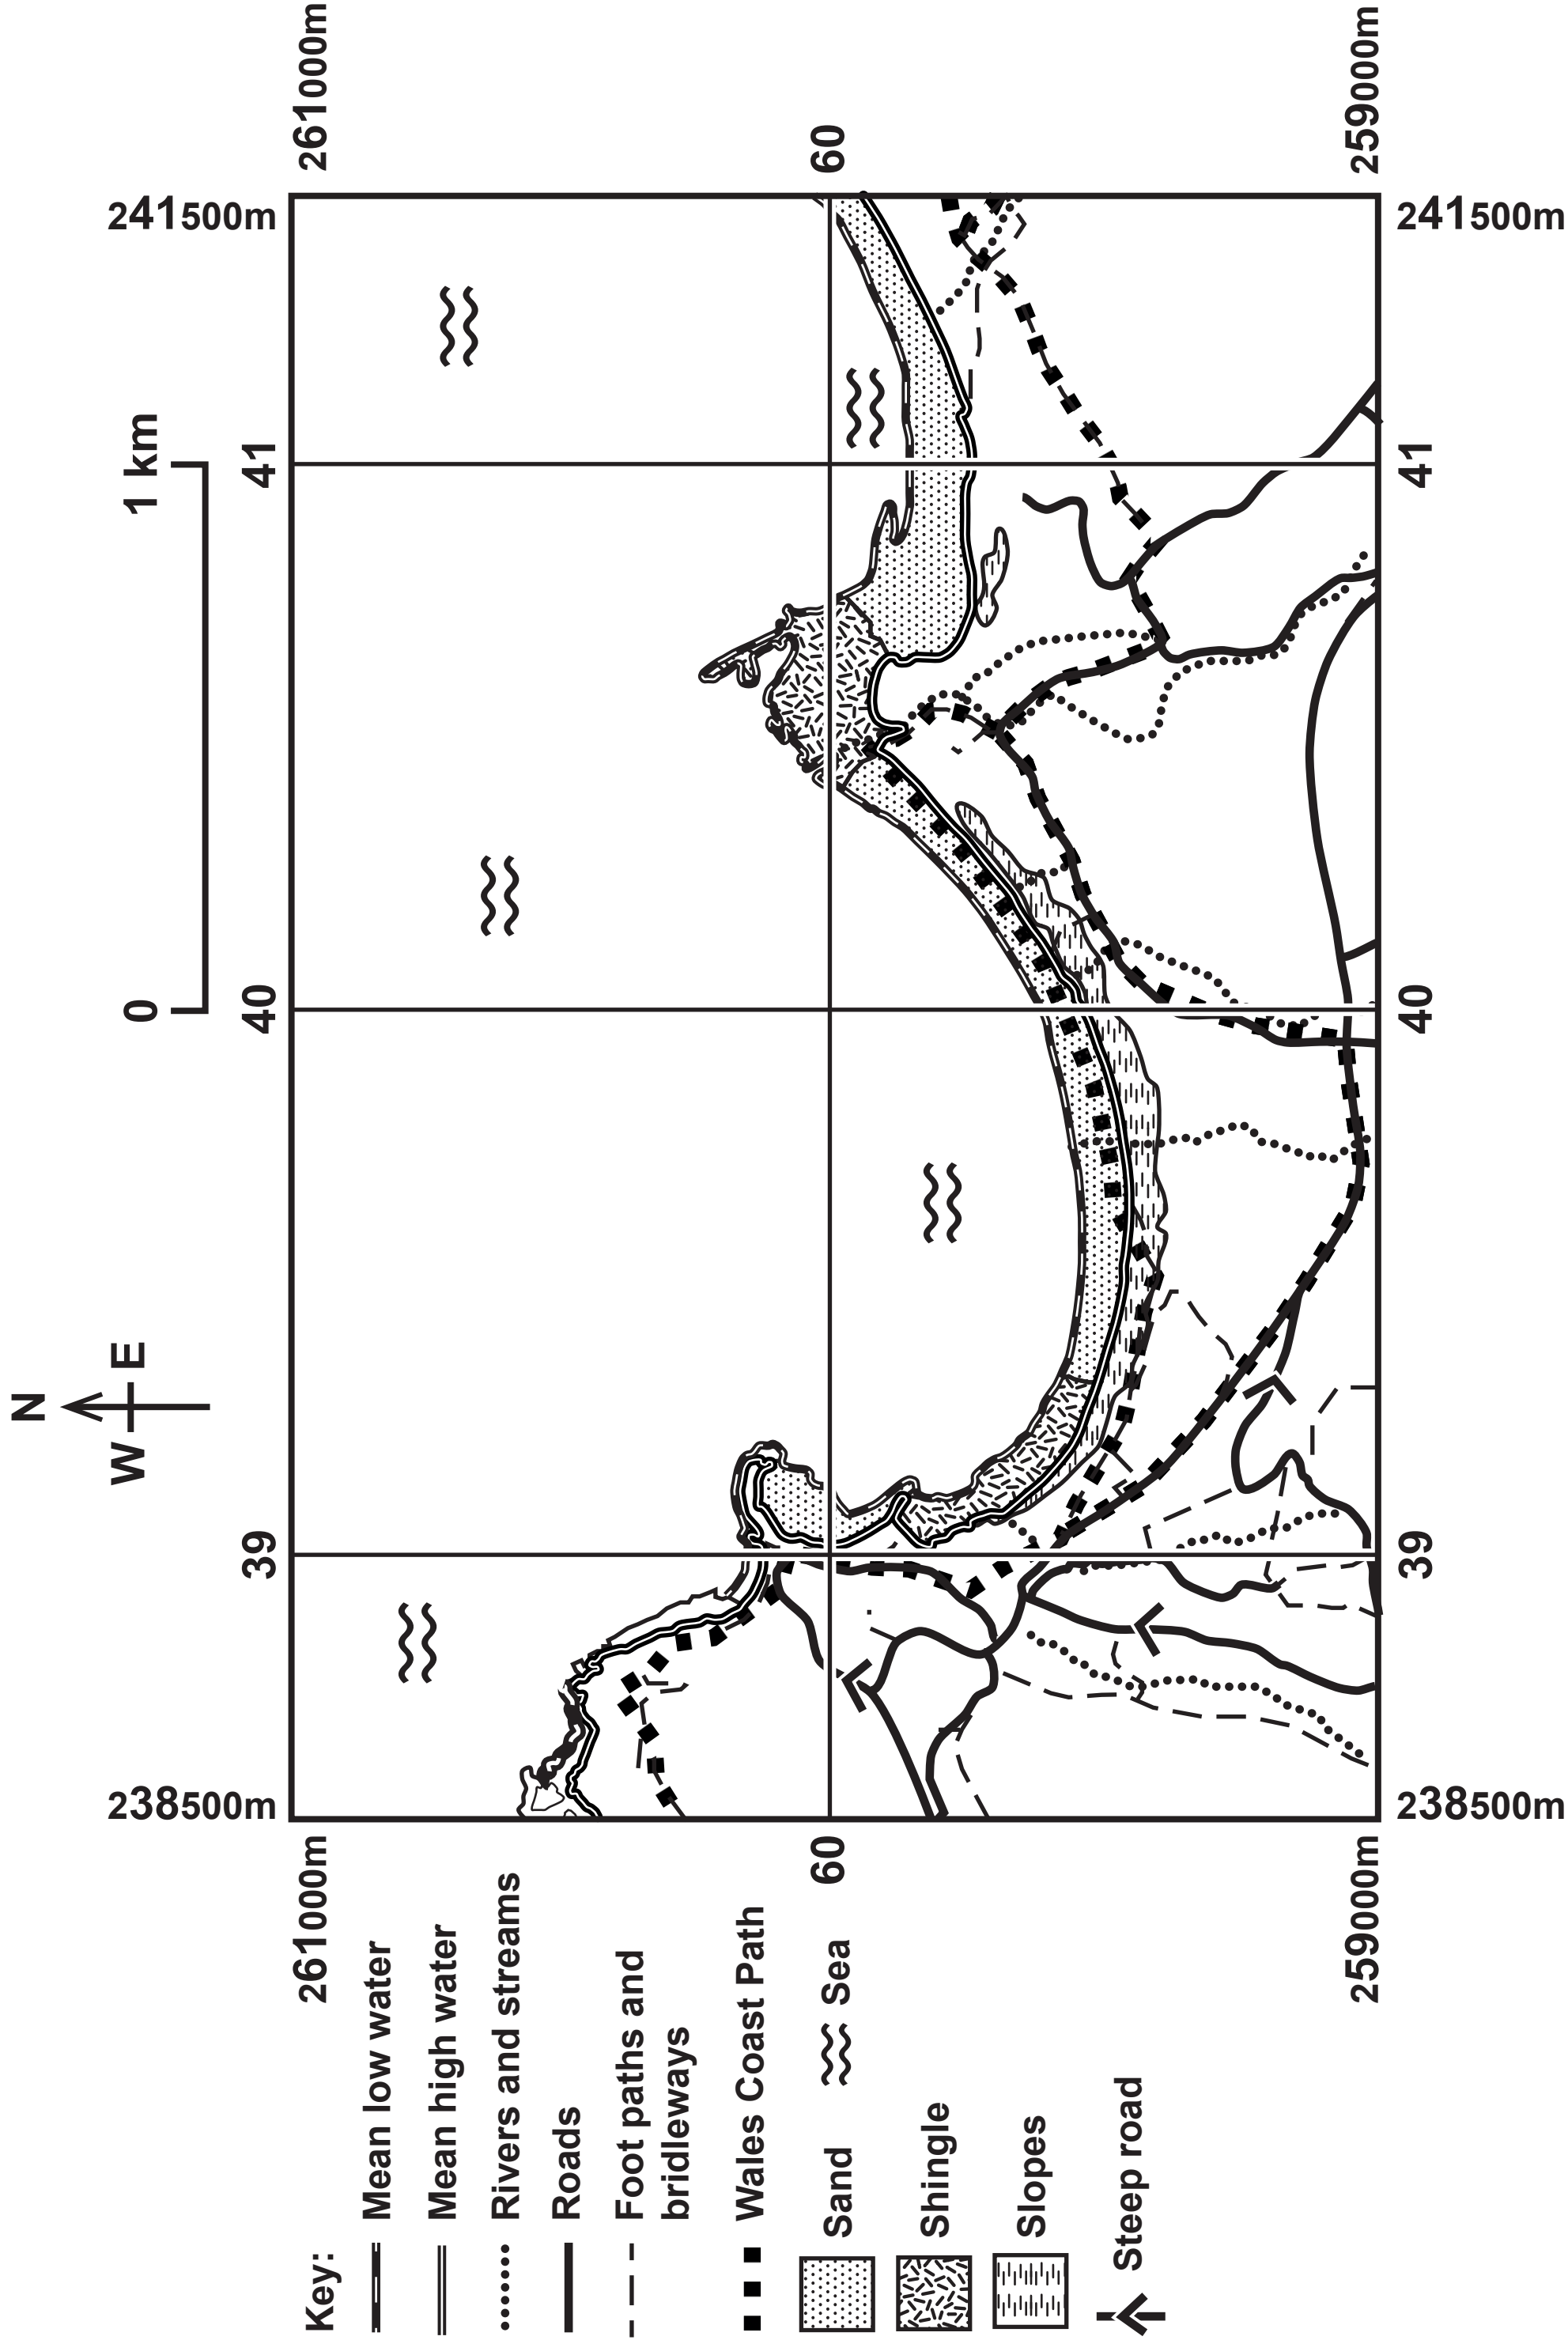 N
W E
0 1 km
238500m 39 40 41 241500m
261000m 261000m
60 60
259000m 259000m
238500m 39 40 41 241500m
Key:
Mean low water
Mean high water
Rivers and streams
Roads
Foot paths and
bridleways
Wales Coast Path
Sand Sea
Shingle
Slopes
Steep road